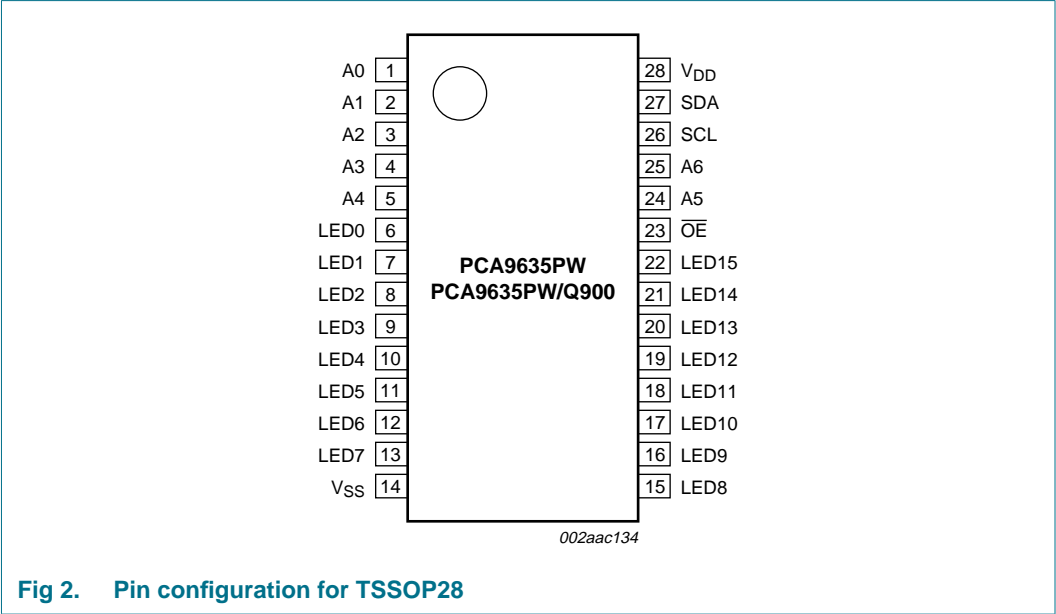 A0 1
A1 2
A2 3
A3 4
A4 5
LED0 6
LED1 7
LED2 8
LED3 9
LED4 10
LED5 11
LED6 12
LED7 13
VSS 14
PCA9635PW
PCA9635PW/Q900
28 VDD
27 SDA
26 SCL
25 A6
24 A5
23 O̅E̅
22 LED15
21 LED14
20 LED13
19 LED12
18 LED11
17 LED10
16 LED9
15 LED8
002aac134
Fig 2. Pin configuration for TSSOP28